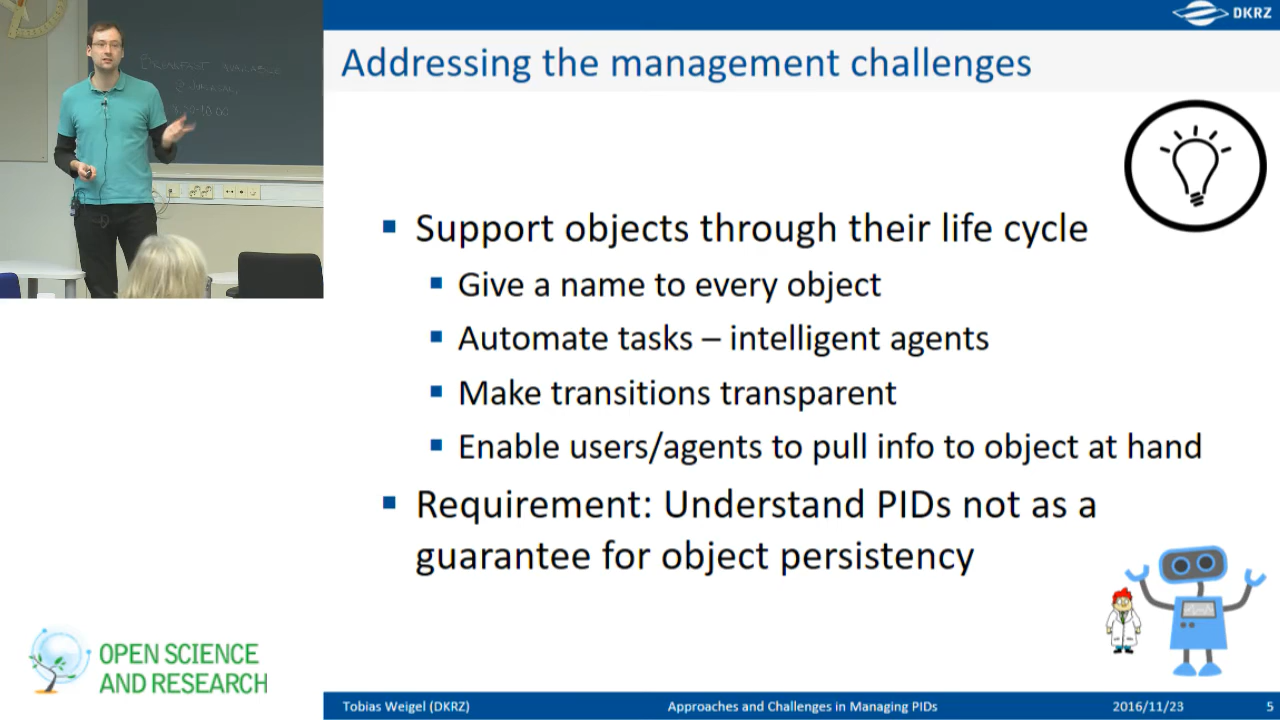 DKRZ
Addressing the management challenges
Support objects through their life cycle
Give a name to every object
Automate tasks – intelligent agents
Make transitions transparent
Enable users/agents to pull info to object at hand
Requirement: Understand PIDs not as a
guarantee for object persistency
OPEN SCIENCE
AND RESEARCH
Tobias Weigel (DKRZ)
Approaches and Challenges in Managing PIDs
2016/11/23
5